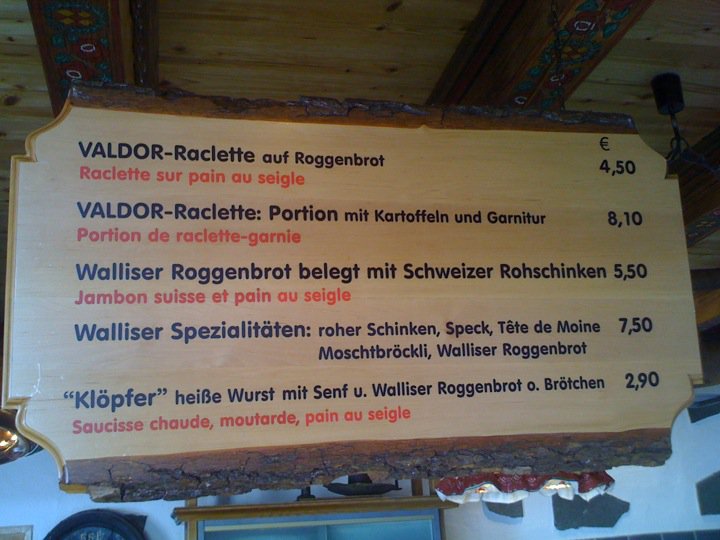 €
VALDOR-Raclette auf Roggenbrot 4,50
Raclette sur pain au seigle
VALDOR-Raclette: Portion mit Kartoffeln und Garnitur 8,10
Portion de raclette-garnie
Walliser Roggenbrot belegt mit Schweizer Rohschinken 5,50
Jambon suisse et pain au seigle
Walliser Spezialitäten: roher Schinken, Speck, Tête de Moine 7,50
Moschtbröckli, Walliser Roggenbrot
“Klöpfer” heiße Wurst mit Senf u. Walliser Roggenbrot o. Brötchen 2,90
Saucisse chaude, moutarde, pain au seigle